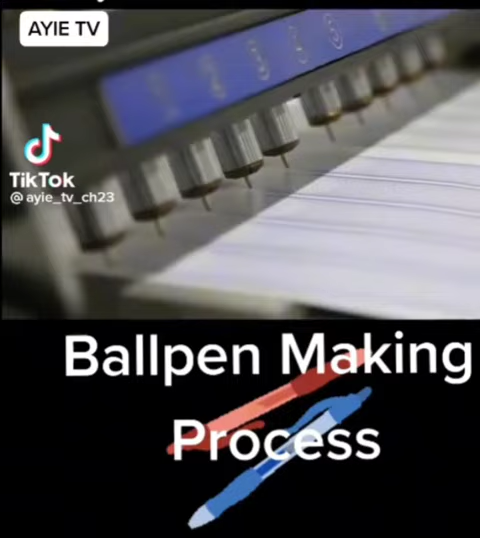 AYIE TV
TikTok
@ayie_tv_ch23
Ballpen Making
Process